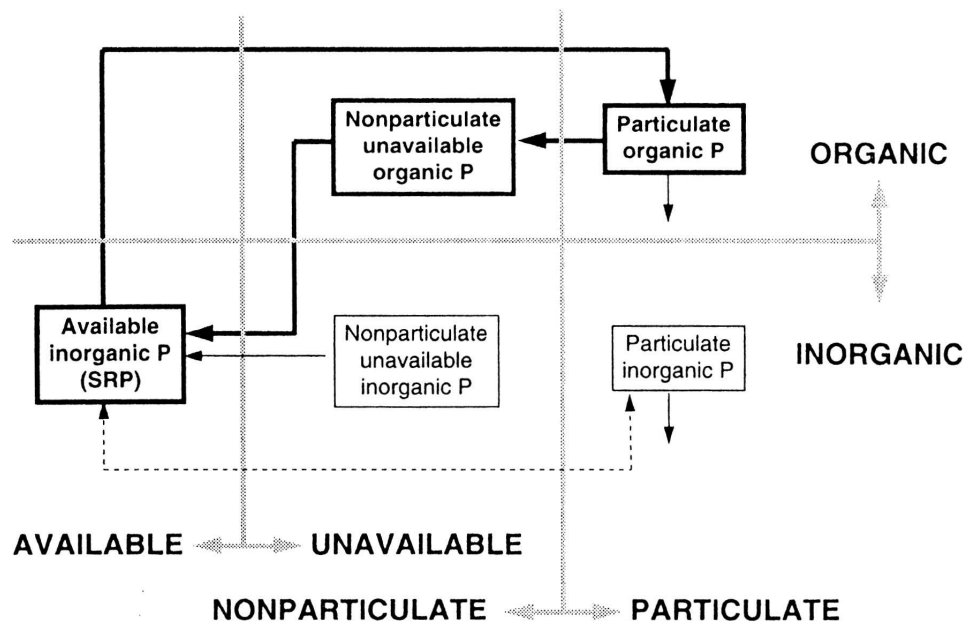 Nonparticulate
unavailable
organic P
Particulate
organic P
ORGANIC
Available
inorganic P
(SRP)
Nonparticulate
unavailable
inorganic P
Particulate
inorganic P
INORGANIC
AVAILABLE
UNAVAILABLE
NONPARTICULATE
PARTICULATE